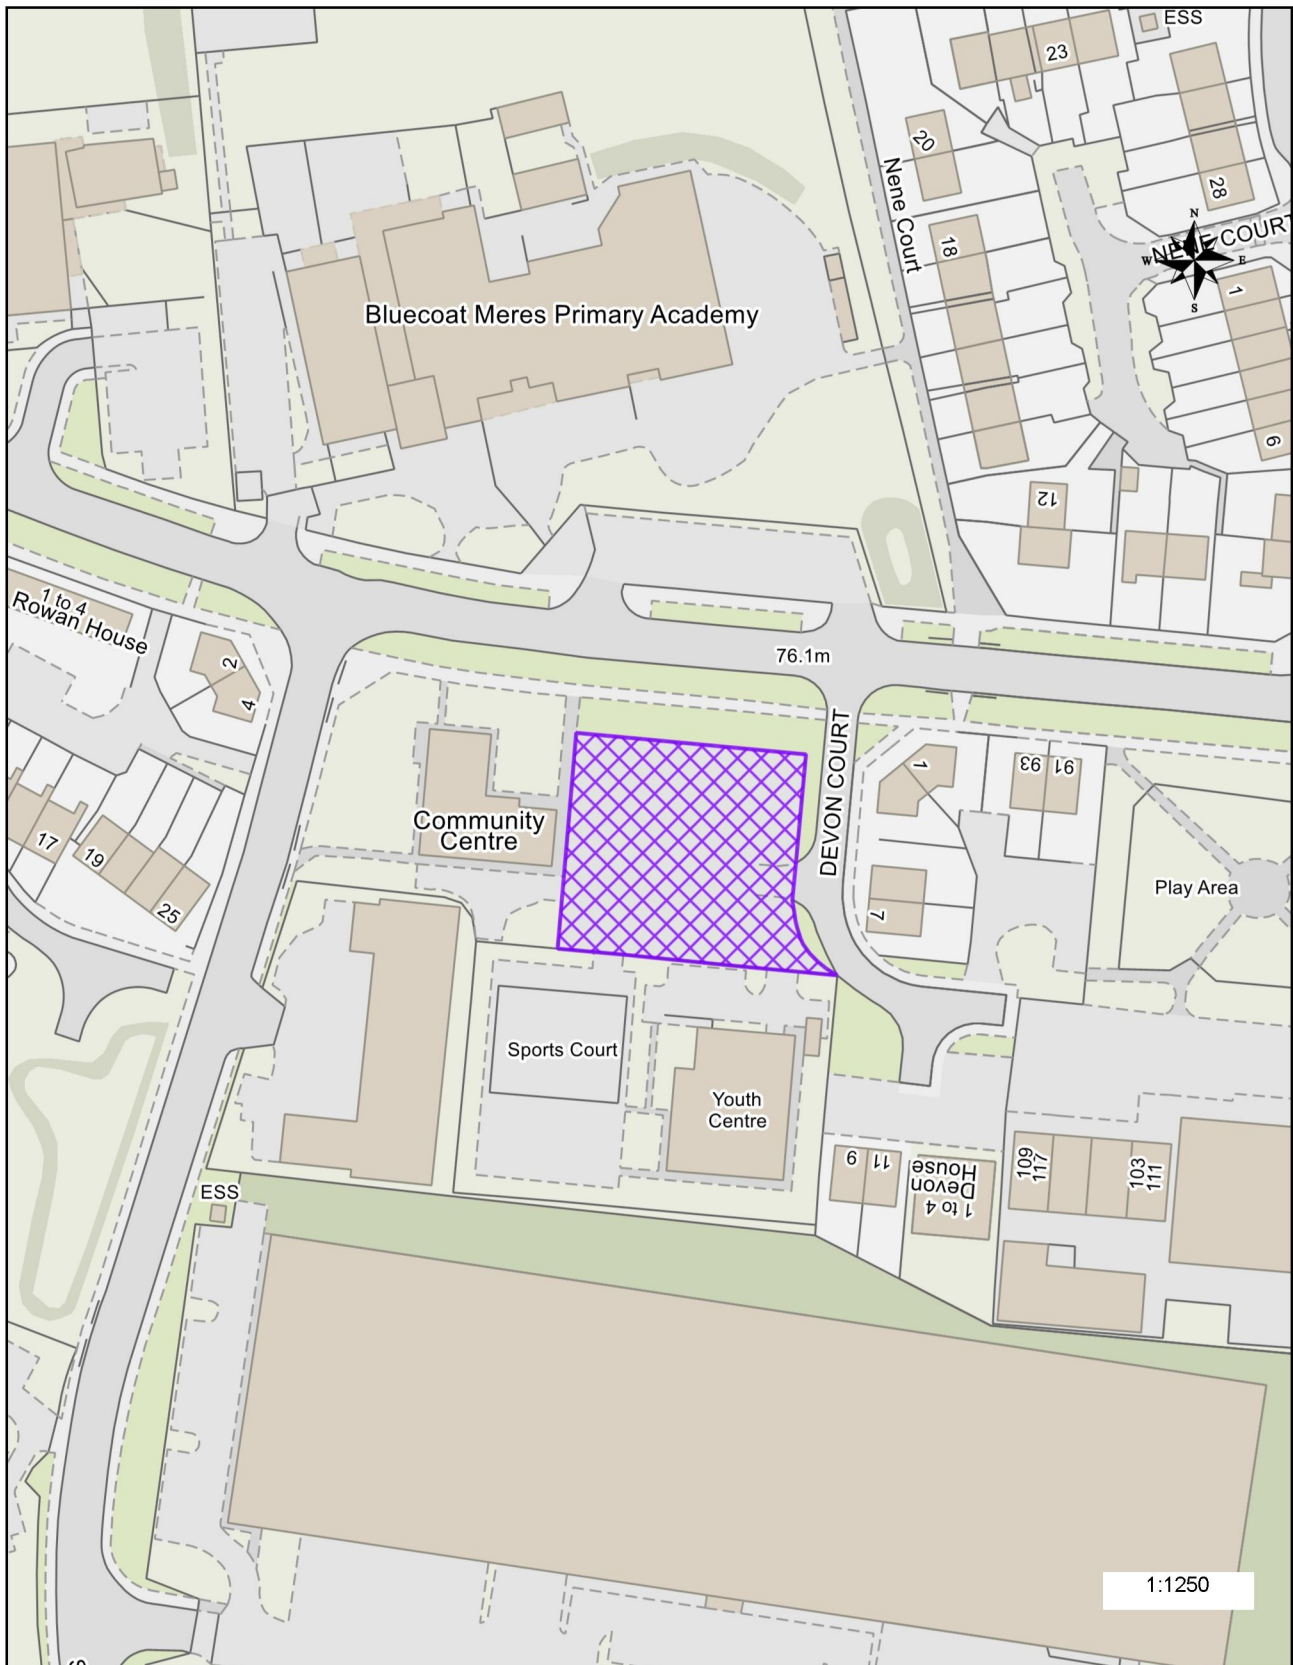 ESS
23
20
28
Nene Court
18
N
W
E
S
NENE COURT
1
Bluecoat Meres Primary Academy
6
12
1 to 4
Rowan House
2
4
76.1m
DEVON COURT
1
93
91
Community
Centre
17
19
25
7
Play Area
Sports Court
Youth
Centre
9
11
1 to 4
Devon
House
109
117
103
111
ESS
1:1250